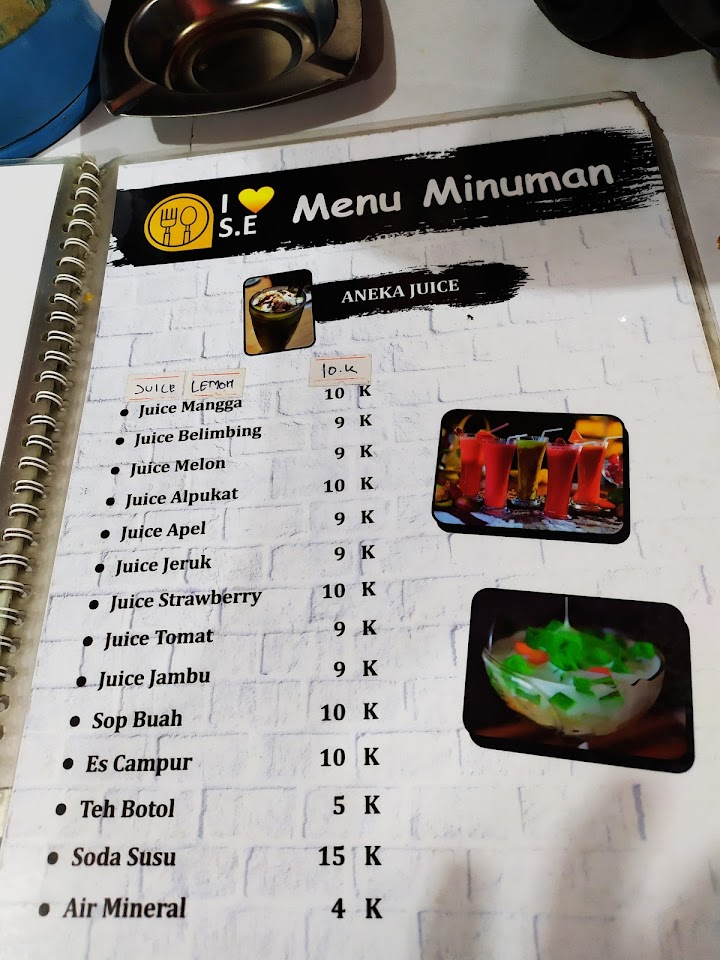 I
S.E
Menu Minuman
ANEKA JUICE
JUICE LEMON 10.K
Juice Mangga 10 K
Juice Belimbing 9 K
Juice Melon 9 K
Juice Alpukat 10 K
Juice Apel 9 K
Juice Jeruk 9 K
Juice Strawberry 10 K
Juice Tomat 9 K
Juice Jambu 9 K
Sop Buah 10 K
Es Campur 10 K
Teh Botol 5 K
Soda Susu 15 K
Air Mineral 4 K